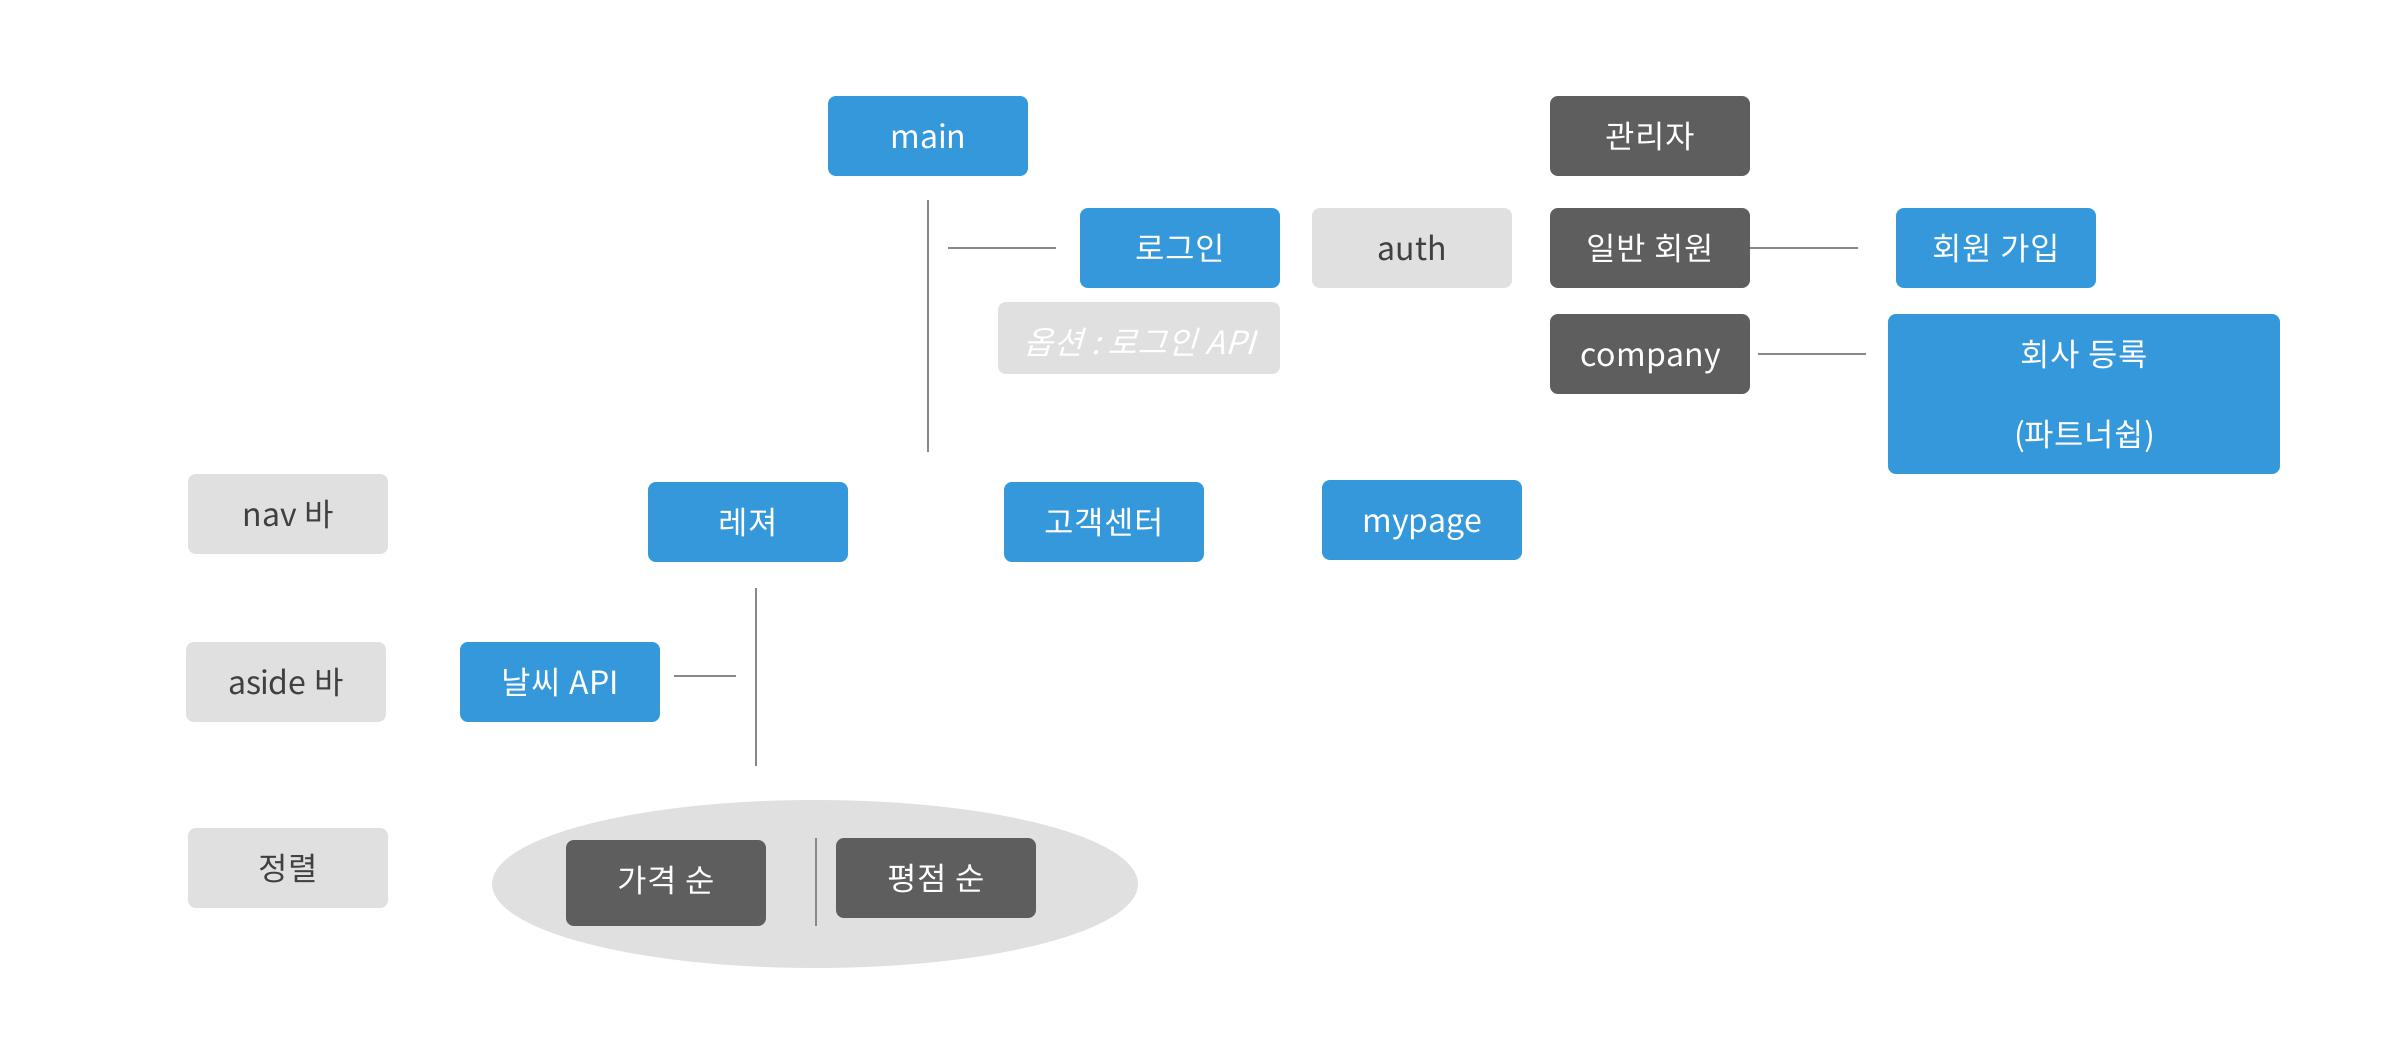 main
관리자
로그인
auth
일반 회원
회원 가입
옵션 : 로그인 API
company
회사 등록
(파트너쉽)
nav 바
레져
고객센터
mypage
aside 바
날씨 API
정렬
가격 순
평점 순